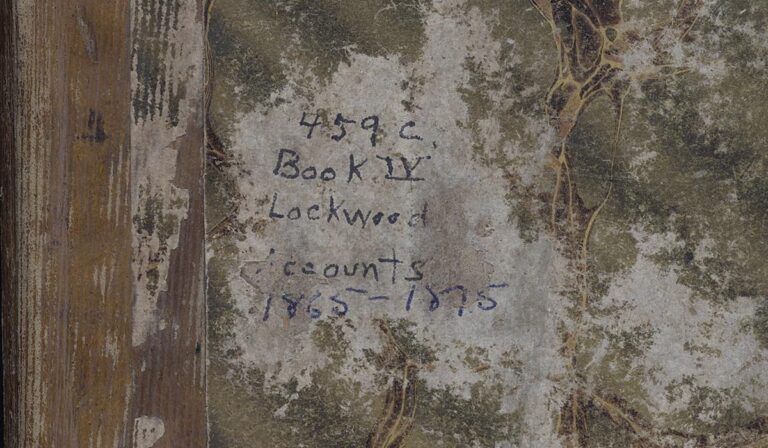 459 c.
Book IV
Lockwood
Accounts
1865-1875